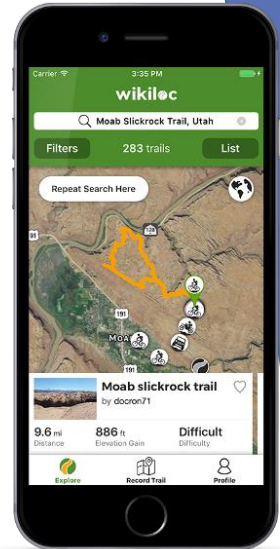 Carrier 3:35 PM
wikiloc
Moab Slickrock Trail, Utah
Filters 283 trails List
Repeat Search Here
128
91
191
MOA
191
Moab slickrock trail
by docron71
9.6 mi 886 ft Difficult
Distance Elevation Gain Difficulty
Explore Record Trail Profile